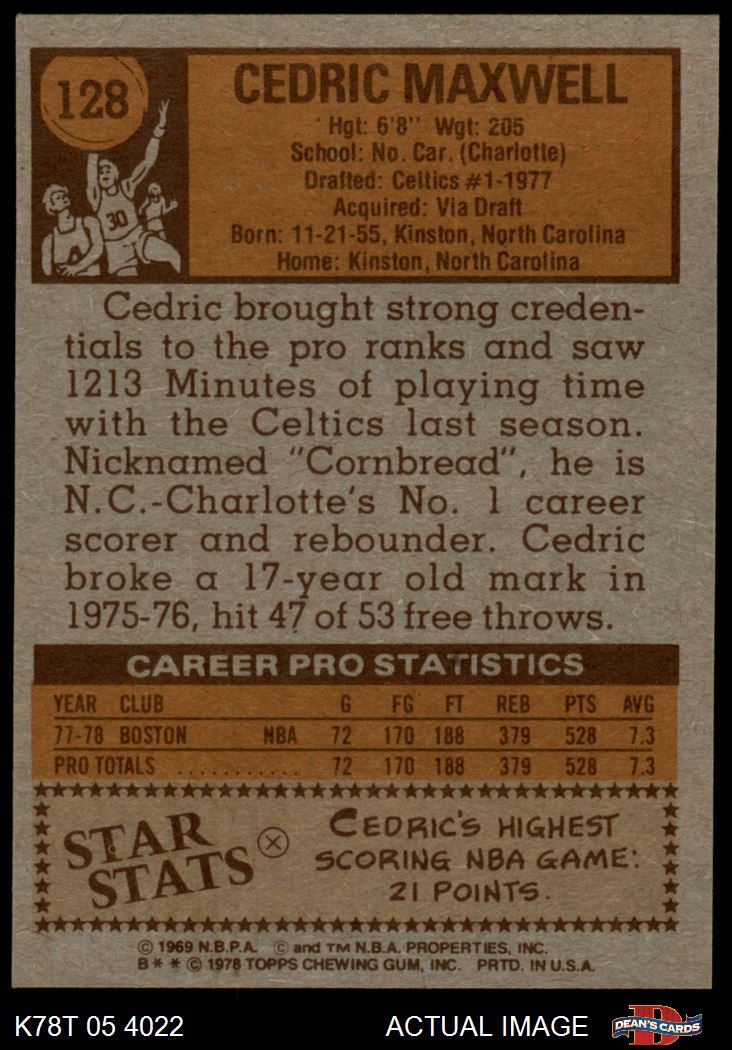 128
CEDRIC MAXWELL
Hgt: 6'8" Wgt: 205
School: No. Car. (Charlotte)
Drafted: Celtics #1-1977
Acquired: Via Draft
Born: 11-21-55, Kinston, North Carolina
Home: Kinston, North Carolina
30
Cedric brought strong creden-
tials to the pro ranks and saw
1213 Minutes of playing time
with the Celtics last season.
Nicknamed "Cornbread", he is
N.C.-Charlotte's No. 1 career
scorer and rebounder. Cedric
broke a 17-year old mark in
1975-76, hit 47 of 53 free throws.
CAREER PRO STATISTICS
YEAR CLUB G FG FT REB PTS AVG
77-78 BOSTON NBA 72 170 188 379 528 7.3
PRO TOTALS . . . . . . . . . . . 72 170 188 379 528 7.3
STAR STATS
CEDRIC'S HIGHEST
SCORING NBA GAME:
21 POINTS.
© 1969 N.B.P.A. © and TM N.B.A. PROPERTIES, INC.
B * * © 1978 TOPPS CHEWING GUM, INC. PRTD. IN U.S.A.
K78T 05 4022 ACTUAL IMAGE
D
DEAN'S CARDS